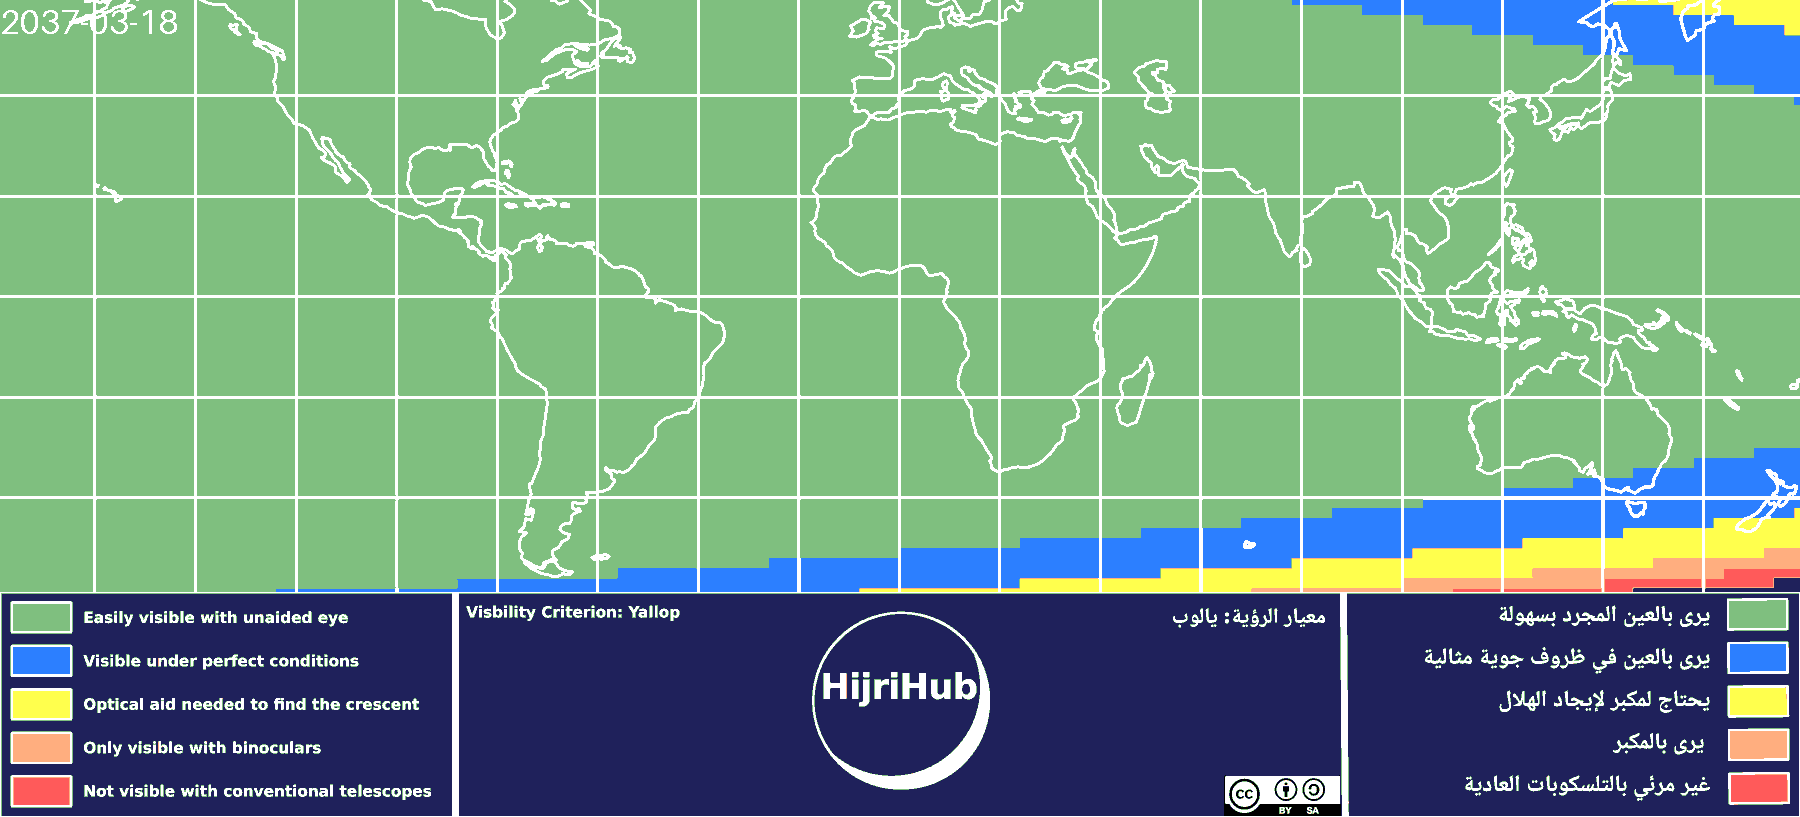 2037-03-18
Easily visible with unaided eye
Visible under perfect conditions
Optical aid needed to find the crescent
Only visible with binoculars
Not visible with conventional telescopes
Visbility Criterion: Yallop
معيار الرؤية: يالوب
HijriHub
cc
BY SA
يرى بالعين المجرد بسهولة
يرى بالعين في ظروف جوية مثالية
يحتاج لمكبر لإيجاد الهلال
يرى بالمكبر
غير مرئي بالتلسكوبات العادية